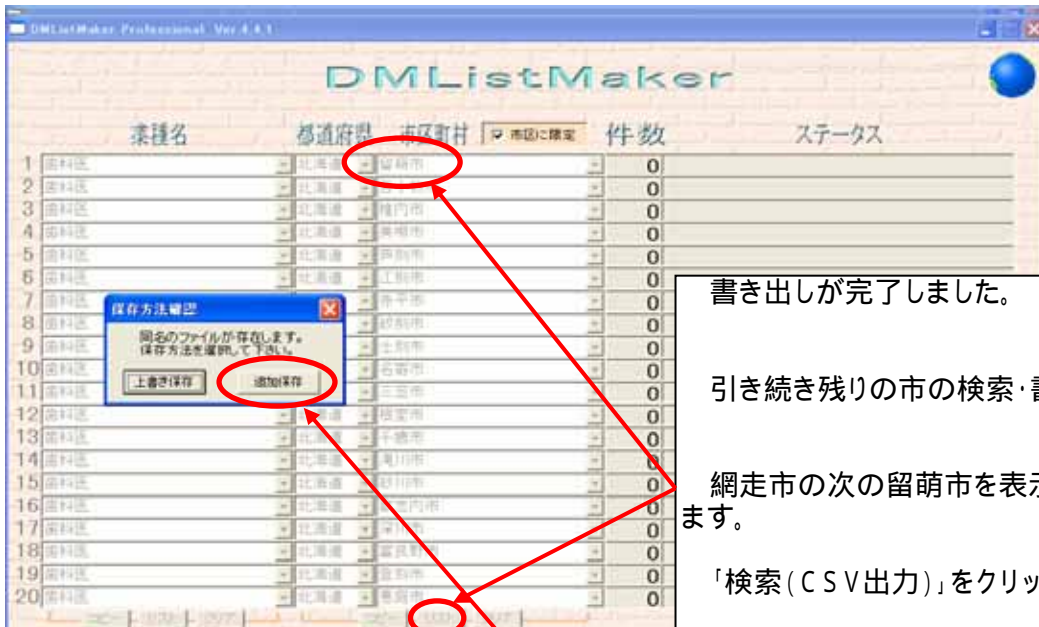 DMListMaker Professional Ver 4.4.1
DMListMaker
業種名 都道府県 市区町村 市区に限定 件数 ステータス
1 歯科医 北海道 留萌市 0
2 歯科医 北海道 0
3 歯科医 北海道 稚内市 0
4 歯科医 北海道 美唄市 0
5 歯科医 北海道 芦別市 0
6 歯科医 北海道 江別市 0
7 歯科医 赤平市
8 歯科医 紋別市
9 歯科医 士別市 0
10 歯科医 名寄市 0
11 歯科医 三笠市 0
12 歯科医 北海道 根室市 0
13 歯科医 北海道 千歳市 0
14 歯科医 北海道 滝川市 0
15 歯科医 北海道 砂川市 0
16 歯科医 北海道 歌志内市 0
17 歯科医 北海道 深川市 0
18 歯科医 北海道 富良野市 0
19 歯科医 北海道 登別市 0
20 歯科医 北海道 恵庭市 0
保存方法確認
同名のファイルが存在します。
保存方法を選択して下さい。
上書き保存 追加保存
書き出しが完了しました。
引き続き残りの市の検索・書
網走市の次の留萌市を表示
ます。
「検索(CSV出力)」をクリッ